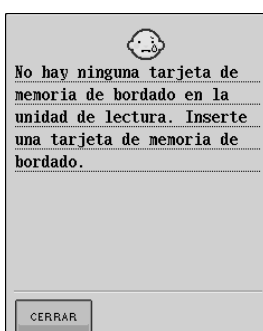 No hay ninguna tarjeta de
memoria de bordado en la
unidad de lectura. Inserte
una tarjeta de memoria de
bordado.
CERRAR